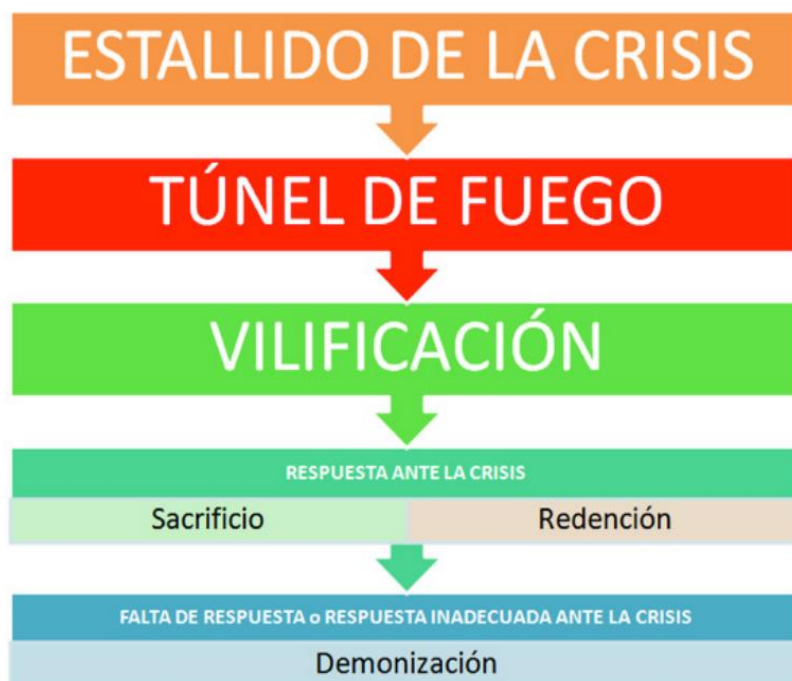 ESTALLIDO DE LA CRISIS
TÚNEL DE FUEGO
VILIFICACIÓN
RESPUESTA ANTE LA CRISIS
Sacrificio
Redención
FALTA DE RESPUESTA o RESPUESTA INADECUADA ANTE LA CRISIS
Demonización